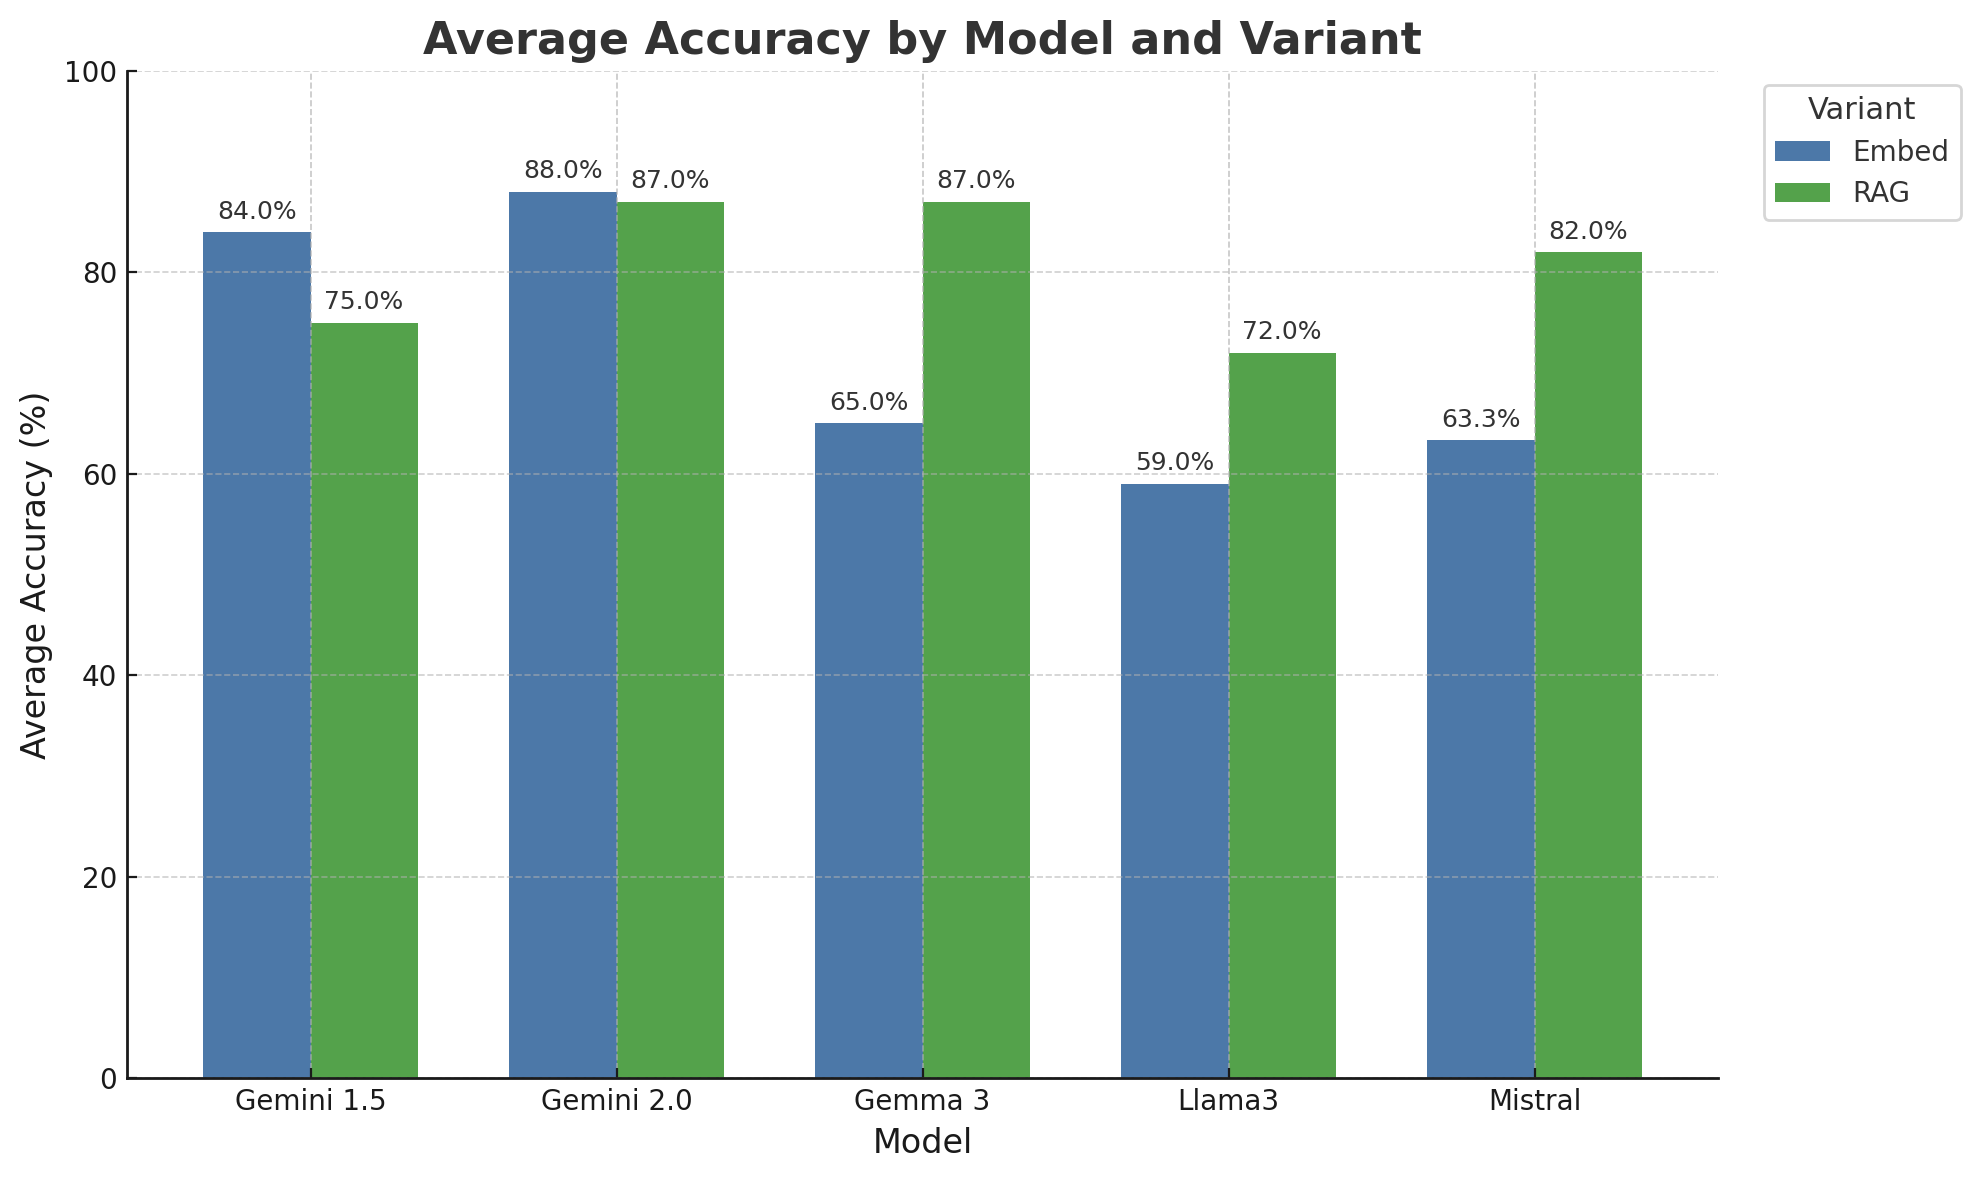 Average Accuracy by Model and Variant
Average Accuracy (%)
100
80
60
40
20
0
84.0%
75.0%
88.0%
87.0%
65.0%
87.0%
59.0%
72.0%
63.3%
82.0%
Gemini 1.5
Gemini 2.0
Gemma 3
Llama3
Mistral
Model
Variant
Embed
RAG